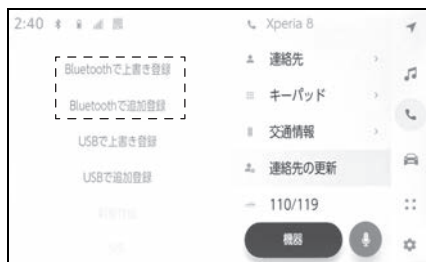 2:40
Bluetoothで上書き登録
Bluetoothで追加登録
USBで上書き登録
USBで追加登録
Xperia 8
連絡先
キーパッド
交通情報
連絡先の更新
110/119
機器